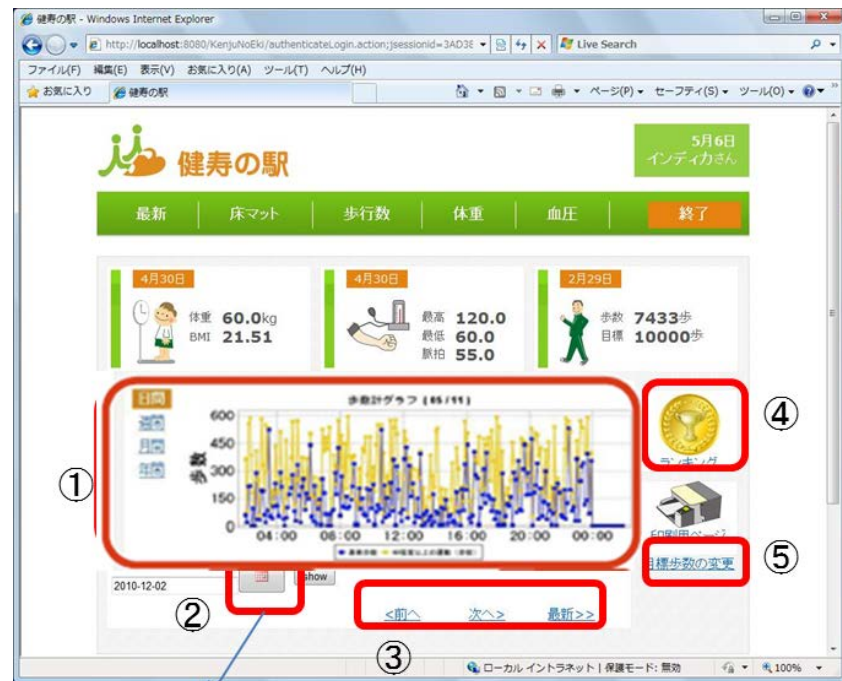 健寿の駅 - Windows Internet Explorer
http://localhost:8080/KenjuNoEki/authenticateLogin.action;jsessionid=3AD3E
Live Search
ファイル(F) 編集(E) 表示(V) お気に入り(A) ツール(T) ヘルプ(H)
お気に入り 健寿の駅 ページ(P) セーフティ(S) ツール(O)
健寿の駅
5月6日
インディカさん
最新 床マット 歩行数 体重 血圧 終了
4月30日 4月30日 2月29日
体重 60.0kg
BMI 21.51
最高 120.0
最低 60.0
脈拍 55.0
歩数 7433歩
目標 10000歩
①
日間
週間
月間
年間
歩数計グラフ (05/11)
歩数
600
450
300
150
0
04:00 08:00 12:00 16:00 20:00 00:00
④
ランキング
印刷用ページ
目標歩数の変更
⑤
2010-12-02
show
②
<前へ 次へ> 最新>>
③
ローカル イントラネット | 保護モード: 無効 100%